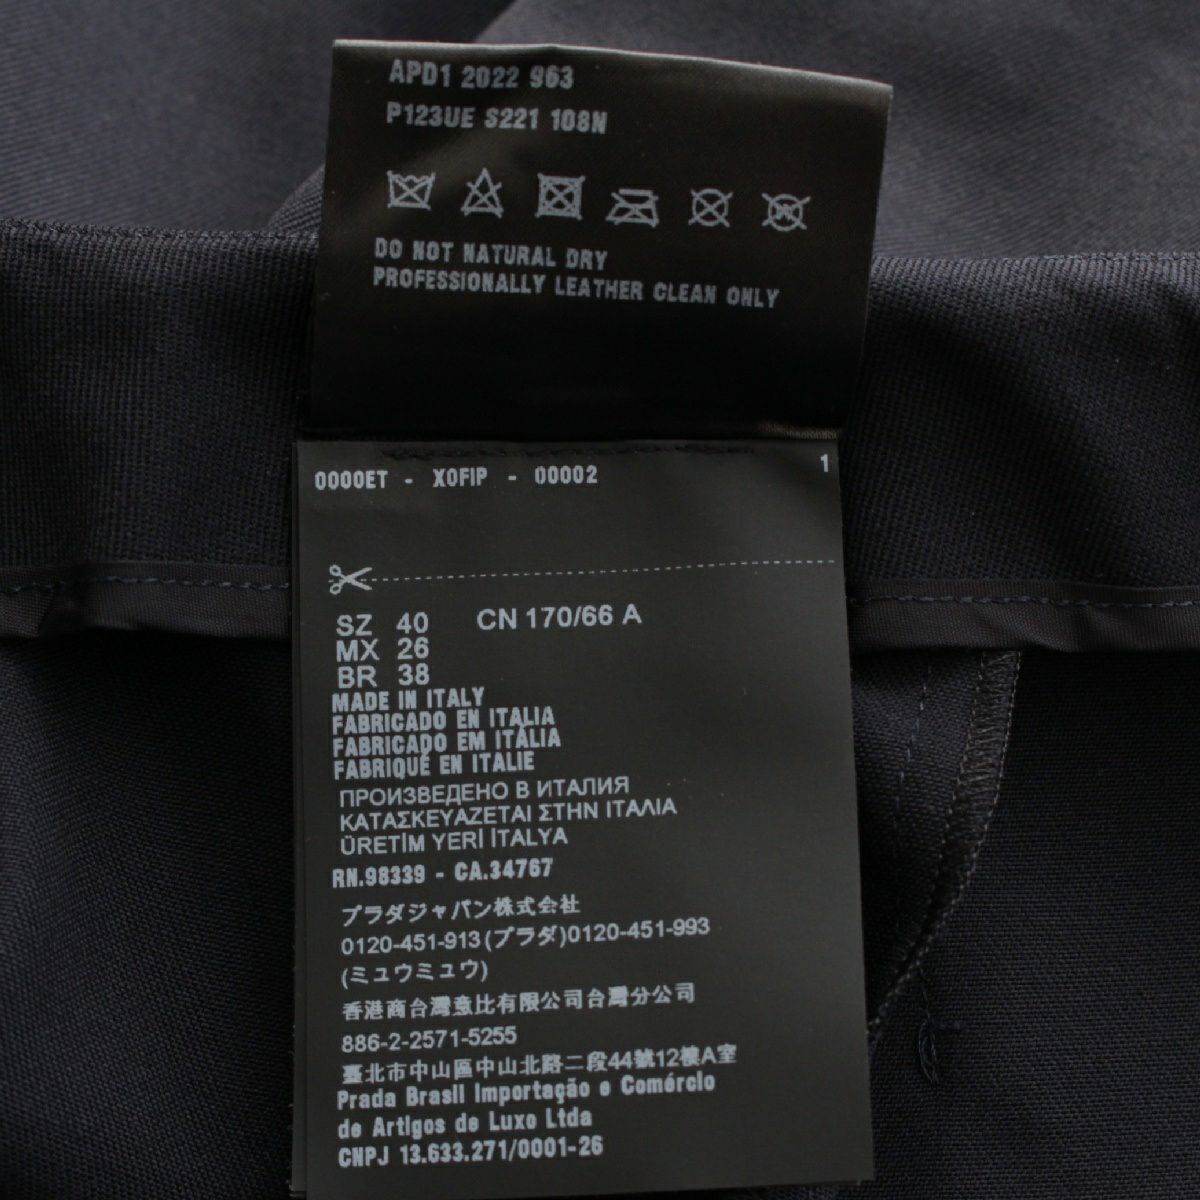 APD1 2022 963
P123UE S221 108N
DO NOT NATURAL DRY
PROFESSIONALLY LEATHER CLEAN ONLY
0000ET - X0FIP - 00002
1
SZ 40 CN 170/66 A
MX 26
BR 38
MADE IN ITALY
FABRICADO EN ITALIA
FABRICADO EM ITÁLIA
FABRIQUÉ EN ITALIE
ПРОИЗВЕДЕНО В ИТАЛИЯ
ΚΑΤΑΣΚΕΥΑΖΕΤΑΙ ΣΤΗΝ ΙΤΑΛΙΑ
ÜRETİM YERİ İTALYA
RN.98339 - CA.34767
プラダジャパン株式会社
0120-451-913(プラダ)0120-451-993
(ミュウミュウ)
香港商台灣意比有限公司台灣分公司
886-2-2571-5255
臺北市中山區中山北路二段44號12樓A室
Prada Brasil Importação e Comércio
de Artigos de Luxo Ltda
CNPJ 13.633.271/0001-26